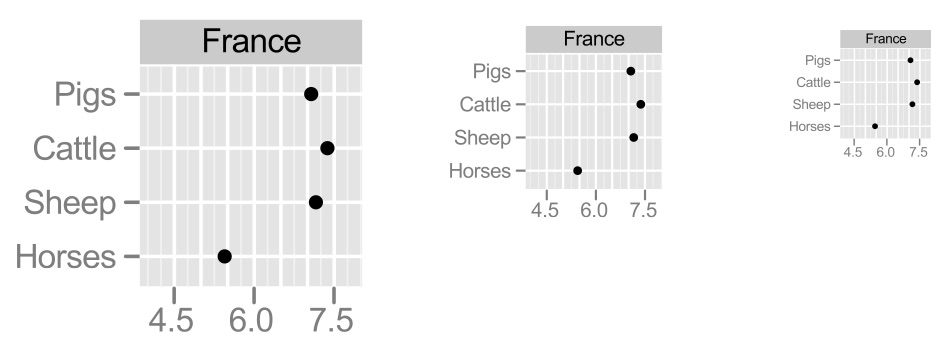 France
Pigs
Cattle
Sheep
Horses
4.5 6.0 7.5
France
Pigs
Cattle
Sheep
Horses
4.5 6.0 7.5
France
Pigs
Cattle
Sheep
Horses
4.5 6.0 7.5